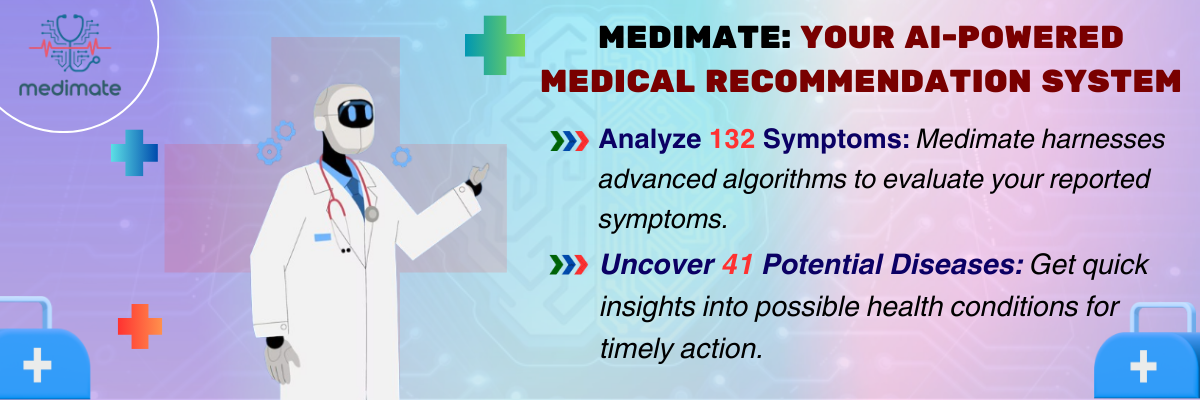 medimate
MEDIMATE: YOUR AI-POWERED
MEDICAL RECOMMENDATION SYSTEM
Analyze 132 Symptoms: Medimate harnesses
advanced algorithms to evaluate your reported
symptoms.
Uncover 41 Potential Diseases: Get quick
insights into possible health conditions for
timely action.